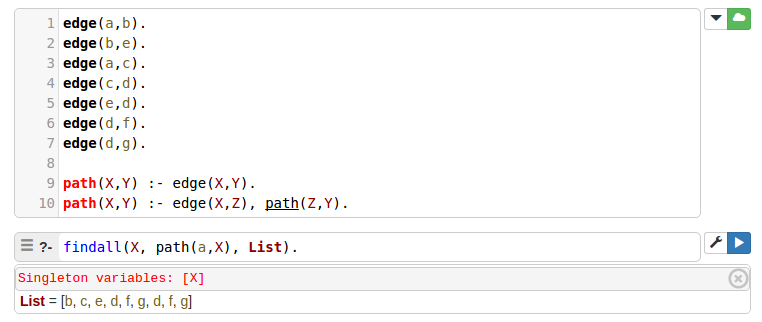 1 edge(a,b).
2 edge(b,e).
3 edge(a,c).
4 edge(c,d).
5 edge(e,d).
6 edge(d,f).
7 edge(d,g).
8
9 path(X,Y) :- edge(X,Y).
10 path(X,Y) :- edge(X,Z), path(Z,Y).
?- findall(X, path(a,X), List).
Singleton variables: [X]
List = [b, c, e, d, f, g, d, f, g]